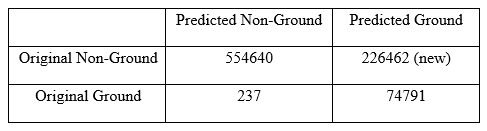 Predicted Non-Ground Predicted Ground
Original Non-Ground 554640 226462 (new)
Original Ground 237 74791